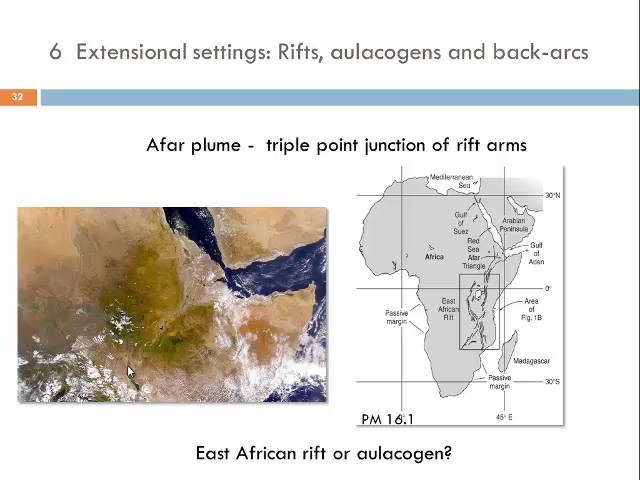 6 Extensional settings: Rifts, aulacogens and back-arcs
32
Afar plume - triple point junction of rift arms
Mediterranean
Sea
30°N
Gulf
of
Suez
Arabian
Peninsula
Red
Sea
Afar
Triangle
Gulf
of
Adan
Africa
0°
East
African
Rift
Area
of
Fig. 1B
Passive
margin
Madagascar
Passive
margin
30°S
PM 16.1
45° E
East African rift or aulacogen?